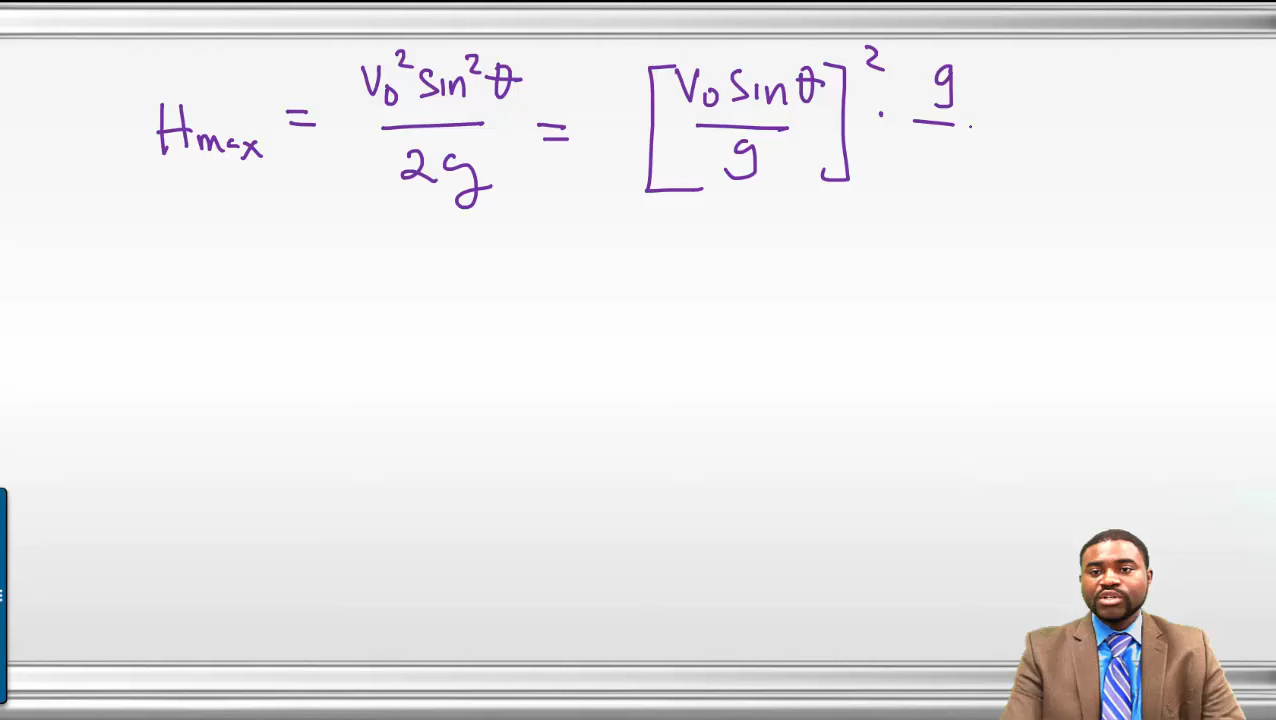 Hmax = V₀² Sin²θ / 2g = [V₀ Sin θ / g]² · g /